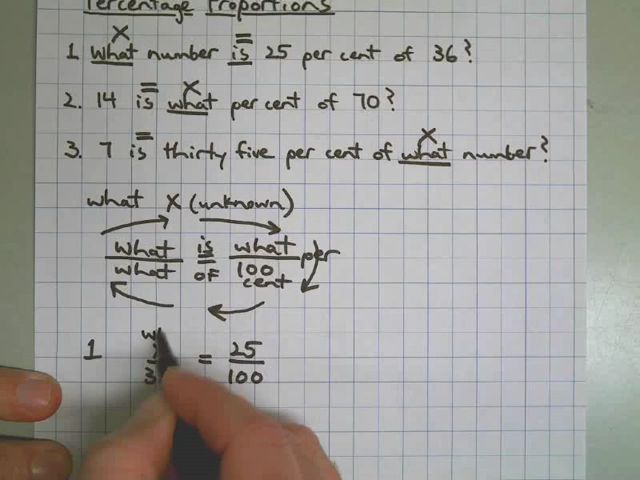 Percentage Proportions
X =
1 What number is 25 per cent of 36?
= X
2. 14 is what per cent of 70?
= X
3. 7 is thirty five per cent of what number?
what X (unknown)
what is what per
what of 100
cent
1 = 25
100